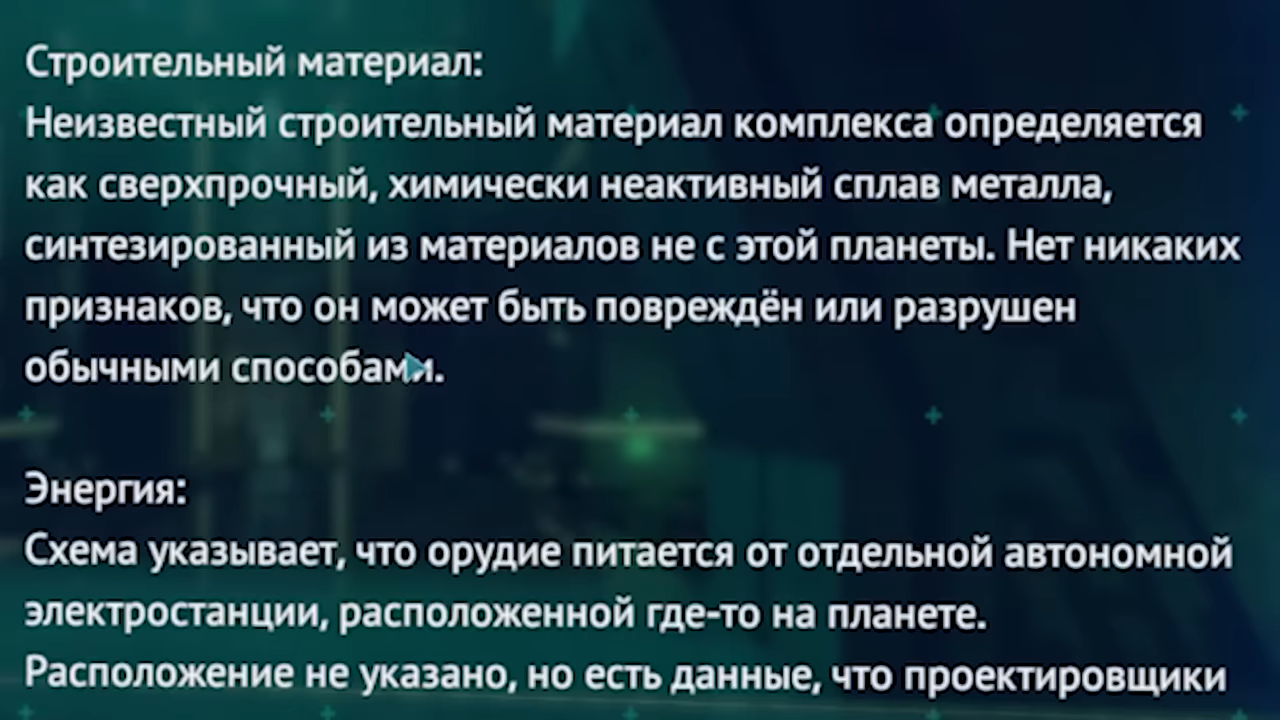 Строительный материал:
Неизвестный строительный материал комплекса определяется
как сверхпрочный, химически неактивный сплав металла,
синтезированный из материалов не с этой планеты. Нет никаких
признаков, что он может быть повреждён или разрушен
обычными способами.
Энергия:
Схема указывает, что орудие питается от отдельной автономной
электростанции, расположенной где-то на планете.
Расположение не указано, но есть данные, что проектировщики